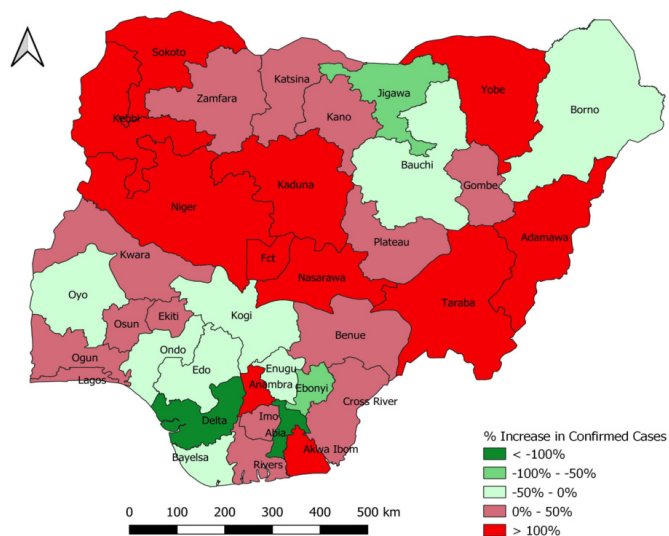 Sokoto
Katsina
Zamfara
Jigawa
Yobe
Borno
Kano
Kebbi
Bauchi
Gombe
Kaduna
Niger
Adamawa
Plateau
Kwara
Fct
Nasarawa
Taraba
Oyo
Kogi
Osun
Ekiti
Benue
Ondo
Ogun
Edo
Enugu
Lagos
Anambra
Ebonyi
Cross River
Delta
Imo
Abia
Akwa Ibom
Bayelsa
Rivers
% Increase in Confirmed Cases
< -100%
-100% - -50%
-50% - 0%
0% - 50%
> 100%
0 100 200 300 400 500 km